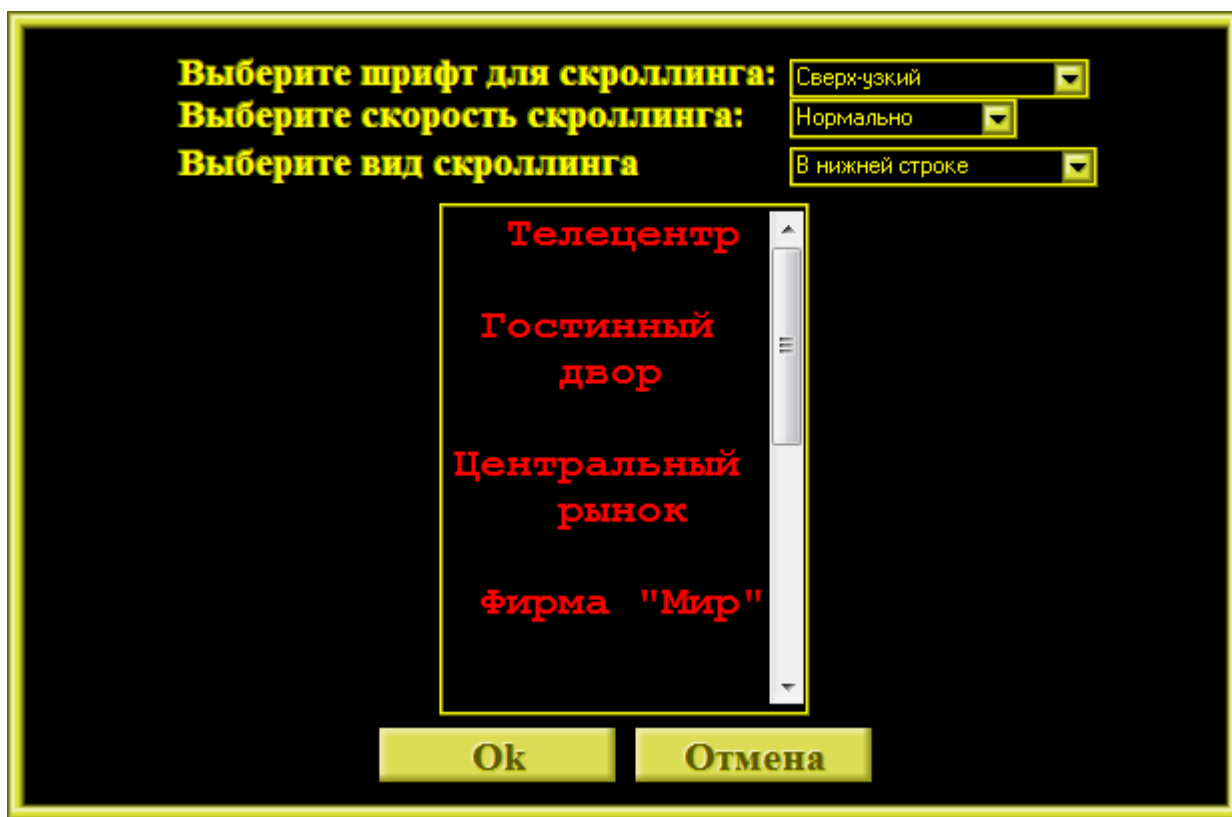 Выберите шрифт для скроллинга: Сверх-узкий
Выберите скорость скроллинга: Нормально
Выберите вид скроллинга В нижней строке
Телецентр
Гостинный
двор
Центральный
рынок
Фирма "Мир"
Ok Отмена